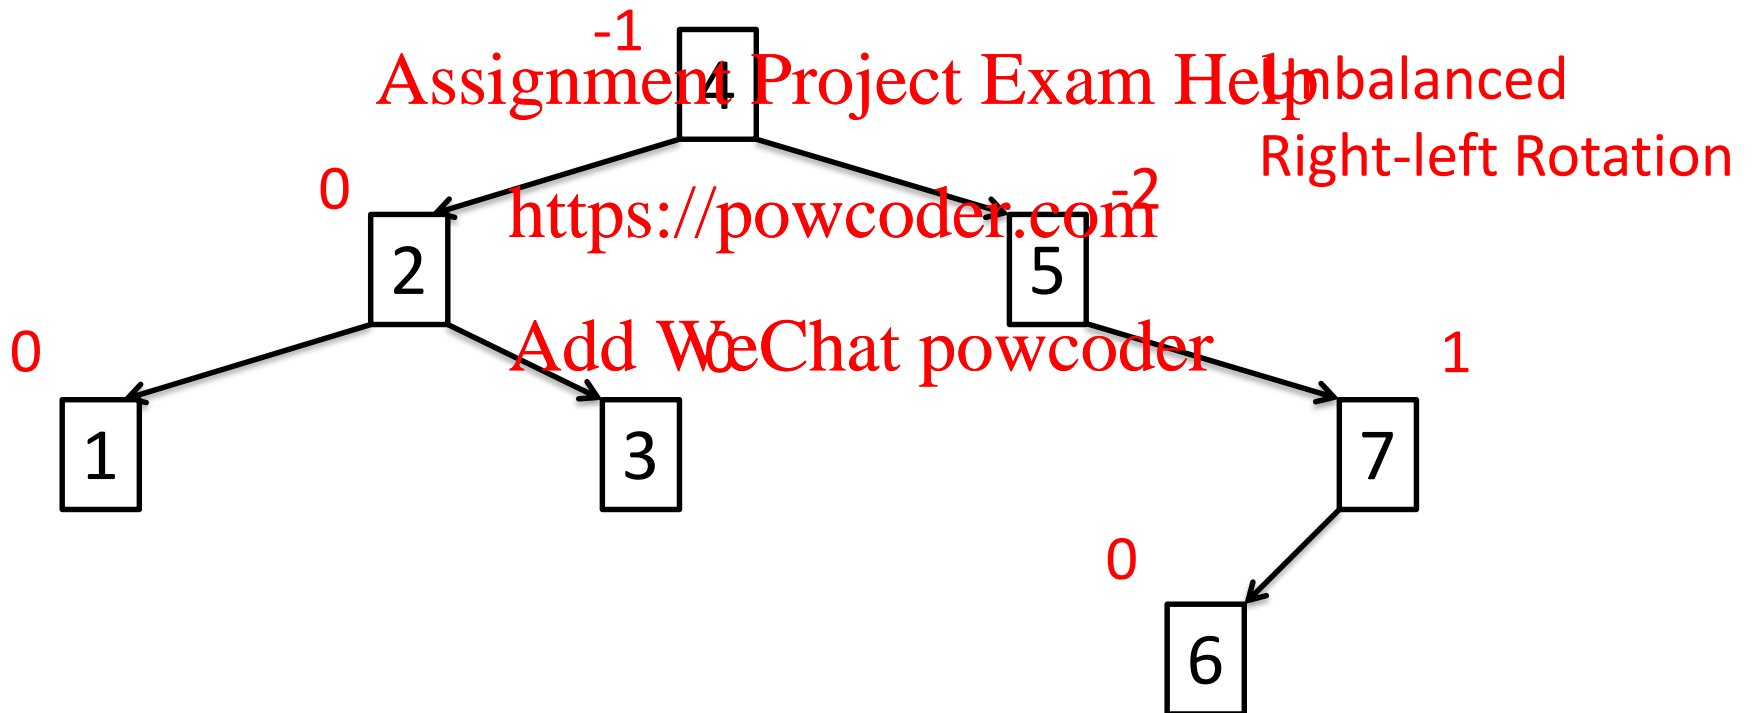 -1
4
Assignment Project Exam Help
Unbalanced
Right-left Rotation
0
-2
https://powcoder.com
2
5
0
0
Add WeChat powcoder
1
1
3
7
0
6